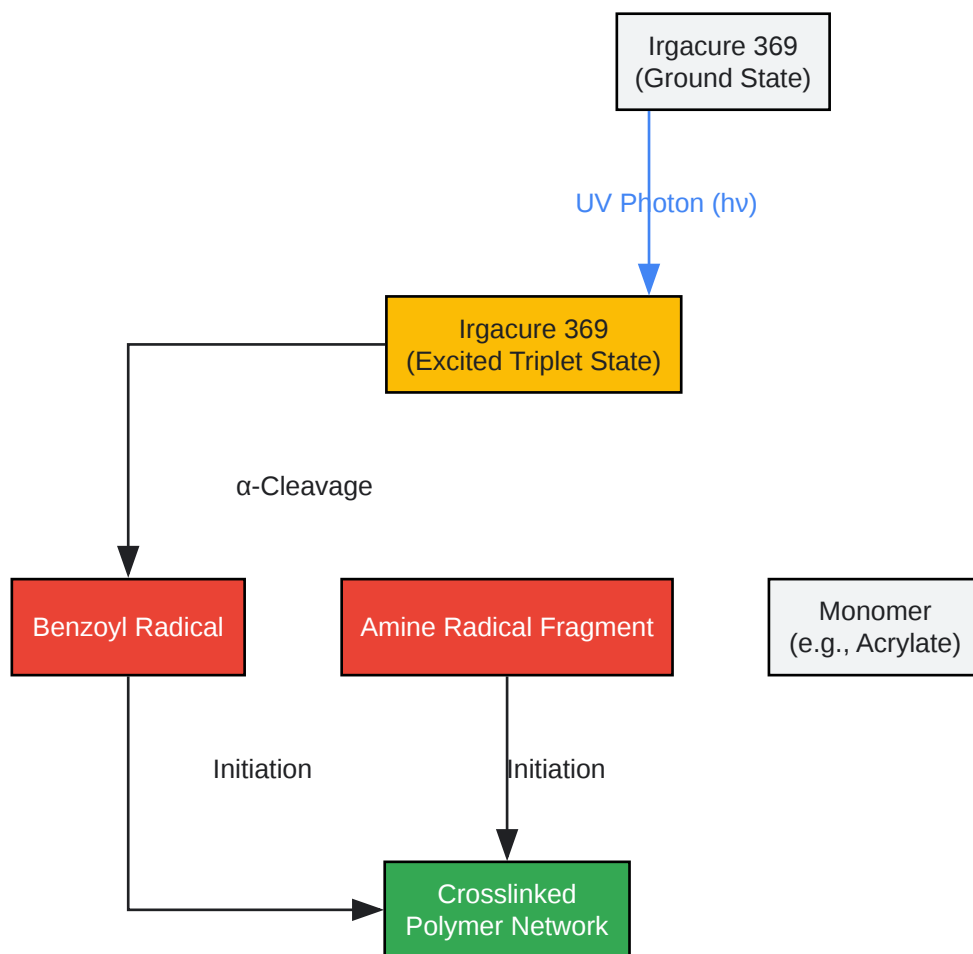 Irgacure 369
(Ground State)
UV Photon (hν)
Irgacure 369
(Excited Triplet State)
α-Cleavage
Benzoyl Radical
Amine Radical Fragment
Monomer
(e.g., Acrylate)
Initiation
Initiation
Crosslinked
Polymer Network